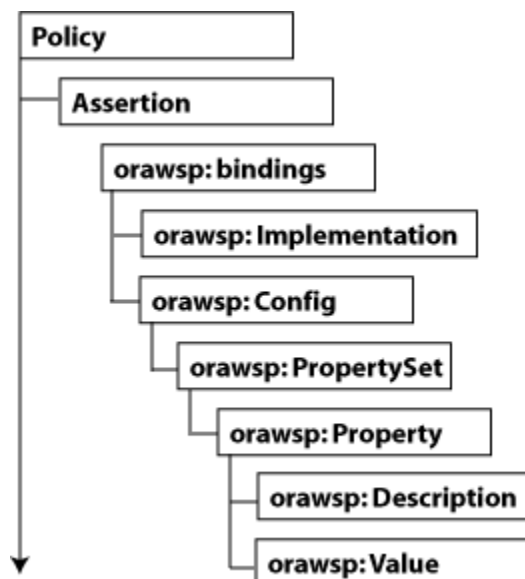 Policy
Assertion
orawsp:bindings
orawsp:Implementation
orawsp:Config
orawsp:PropertySet
orawsp:Property
orawsp:Description
orawsp:Value